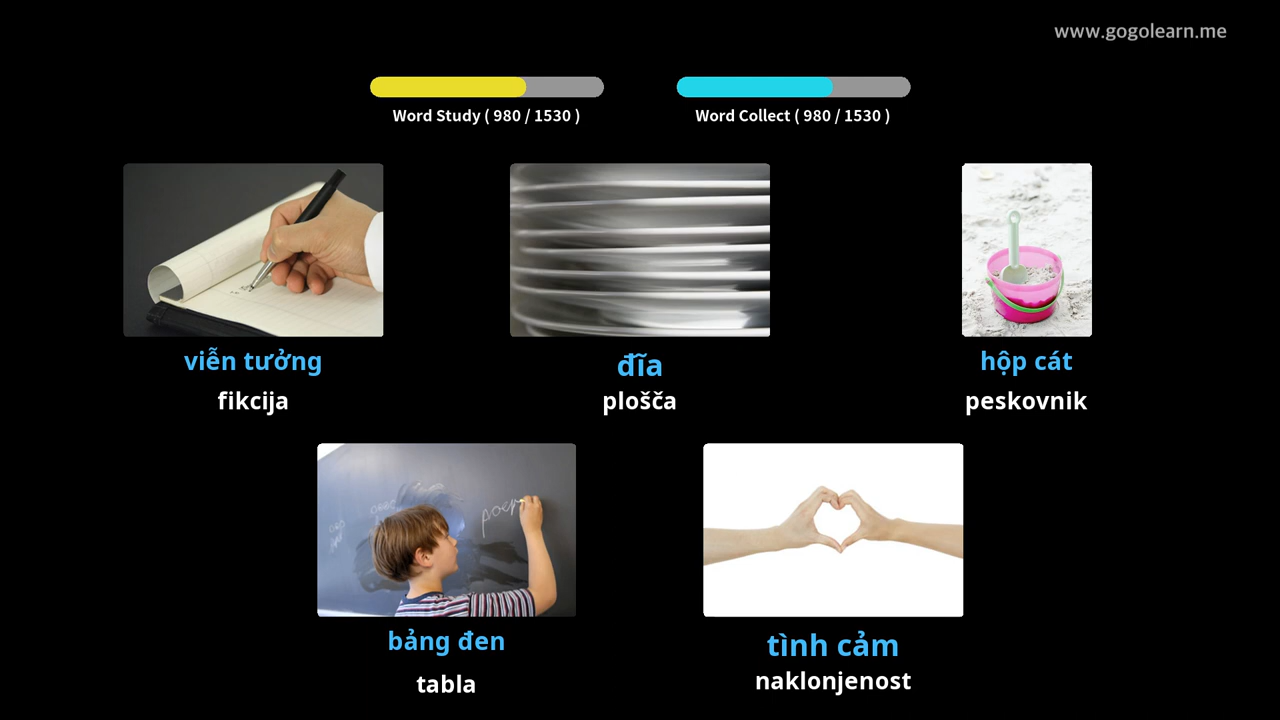 www.gogolearn.me
Word Study ( 980 / 1530 )
Word Collect ( 980 / 1530 )
viễn tưởng
fikcija
đĩa
plošča
hộp cát
peskovnik
poem
bảng đen
tabla
tình cảm
naklonjenost